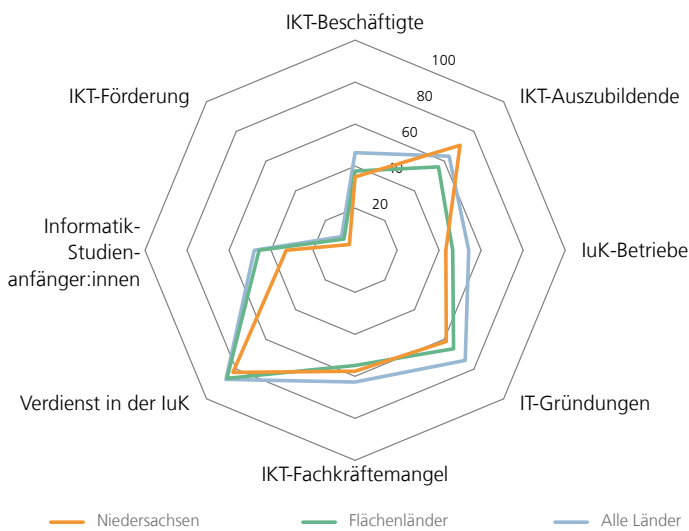 IKT-Beschäftigte
100
IKT-Förderung
80
IKT-Auszubildende
60
40
20
Informatik-
Studien-
anfänger:innen
IuK-Betriebe
Verdienst in der IuK
IT-Gründungen
IKT-Fachkräftemangel
Niedersachsen
Flächenländer
Alle Länder